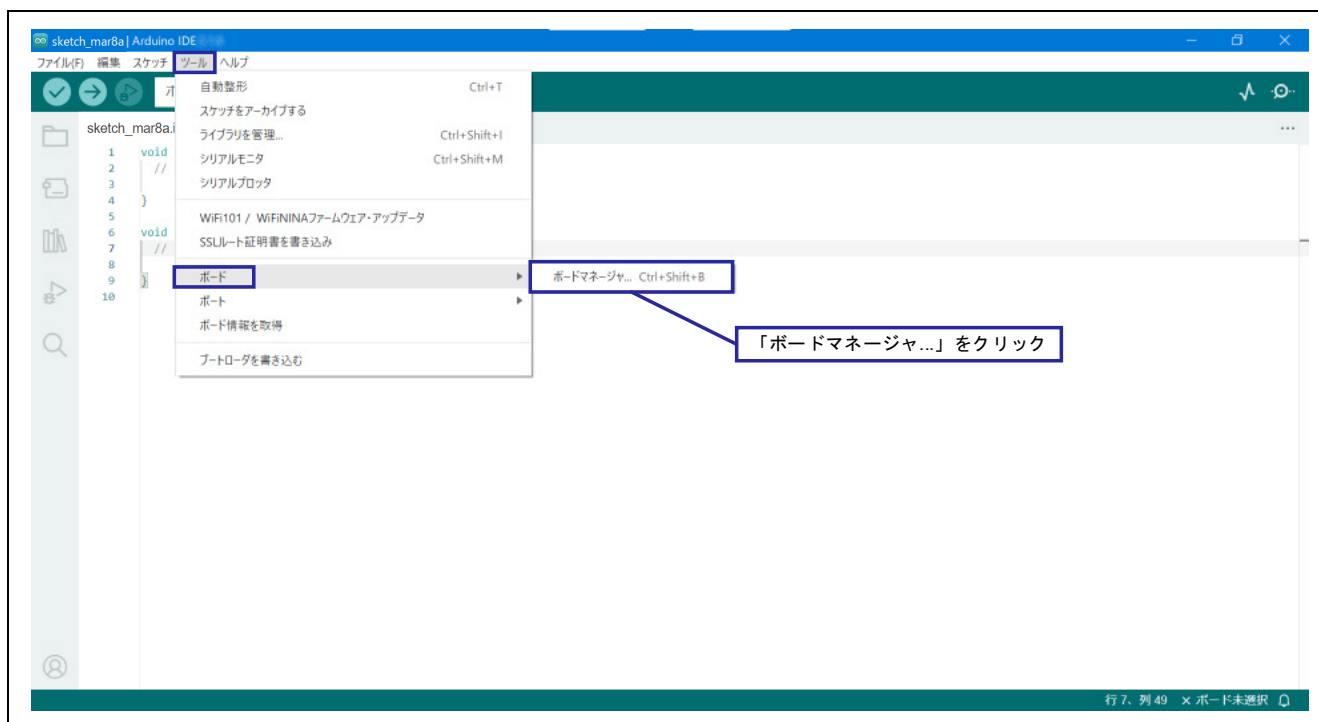 sketch_mar8a | Arduino IDE
ファイル(F) 編集 スケッチ ツール ヘルプ
自動整形 Ctrl+T
スケッチをアーカイブする
ライブラリを管理... Ctrl+Shift+I
シリアルモニタ Ctrl+Shift+M
シリアルプロッタ
WiFi101 / WiFiNINAファームウェア・アップデータ
SSLルート証明書を書き込み
ボード
ボードマネージャ... Ctrl+Shift+B
ポート
ボード情報を取得
ブートローダを書き込む
sketch_mar8a.i
1 void
2 //
3
4 }
5
6 void
7 //
8
9 }
10
「ボードマネージャ...」をクリック
行 7、列 49 × ボード未選択